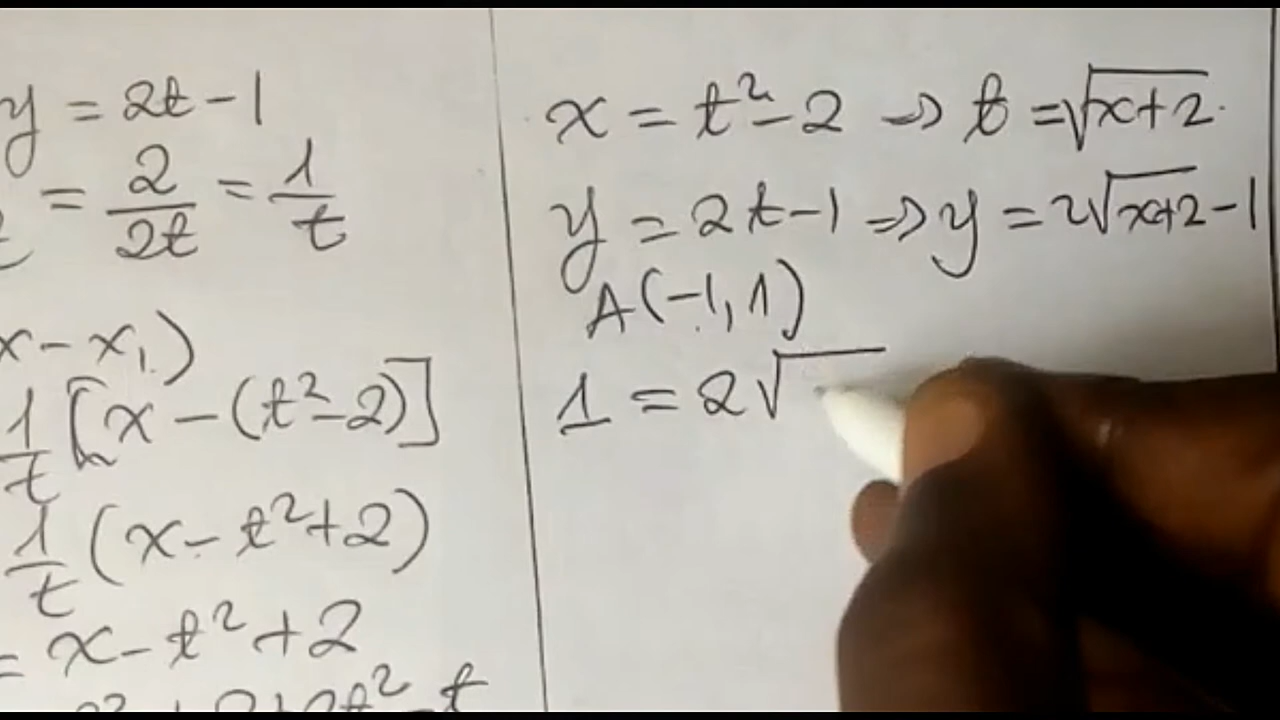 y = 2t - 1
= 2/2t = 1/t
x - x₁)
1/t [x - (t² - 2)]
1/t (x - t² + 2)
= x - t² + 2
x = t² - 2 ⇒ t = √(x+2).
y = 2t - 1 ⇒ y = 2√(x+2) - 1
A(-1, 1)
1 = 2√